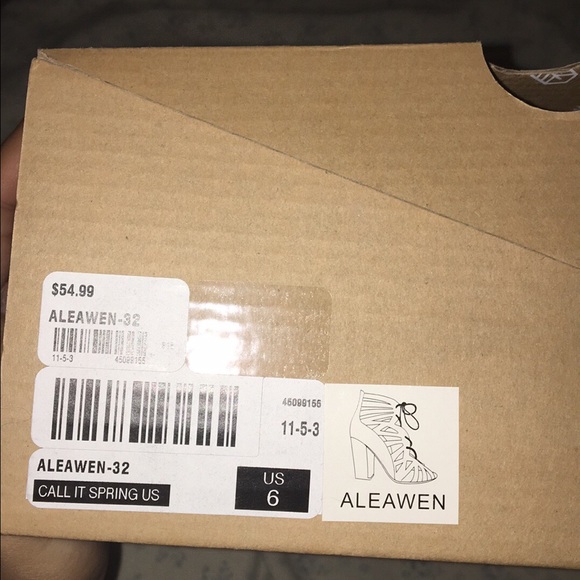 $54.99
ALEAWEN-32
11-5-3
45099155
45099155
11-5-3
ALEAWEN-32
CALL IT SPRING US
US
6
ALEAWEN